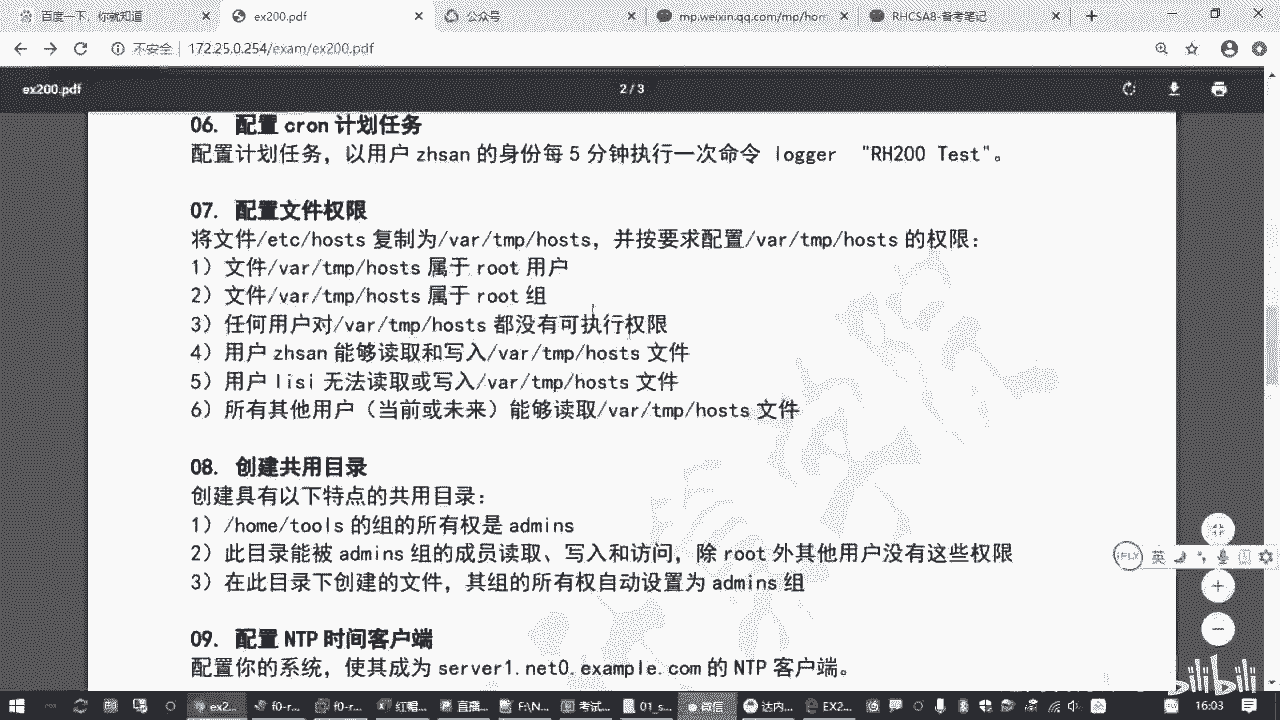 百度一下，你就知道
ex200.pdf
公众号
mp.weixin.qq.com/mp/hom
RHCSA8-备考笔记
不安全 172.25.0.254/exam/ex200.pdf
ex200.pdf
2 / 3
06. 配置 cron 计划任务
配置计划任务，以用户 zhsan 的身份每 5 分钟执行一次命令 logger "RH200 Test"。
07. 配置文件权限
将文件/etc/hosts 复制为/var/tmp/hosts，并按要求配置/var/tmp/hosts 的权限：
1）文件/var/tmp/hosts 属于 root 用户
2）文件/var/tmp/hosts 属于 root 组
3）任何用户对/var/tmp/hosts 都没有可执行权限
4）用户 zhsan 能够读取和写入/var/tmp/hosts 文件
5）用户 lisi 无法读取或写入/var/tmp/hosts 文件
6）所有其他用户（当前或未来）能够读取/var/tmp/hosts 文件
08. 创建共用目录
创建具有以下特点的共用目录：
1）/home/tools 的组的所有权是 admins
2）此目录能被 admins 组的成员读取、写入和访问，除 root 外其他用户没有这些权限
3）在此目录下创建的文件，其组的所有权自动设置为 admins 组
iFLY 英
09. 配置 NTP 时间客户端
配置你的系统，使其成为 server1.net0.example.com 的 NTP 客户端。
bilibili
ex2...
f0-r...
f0-r...
红帽...
直播...
F:\N...
考试...
01_s...
微信
达内...
EX2...
16:03